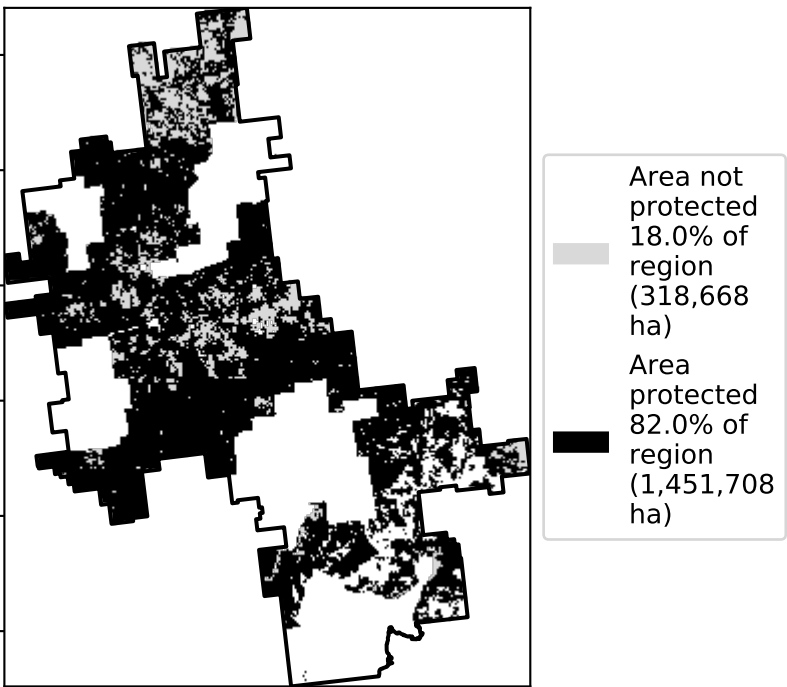 Area not
protected
18.0% of
region
(318,668
ha)
Area
protected
82.0% of
region
(1,451,708
ha)